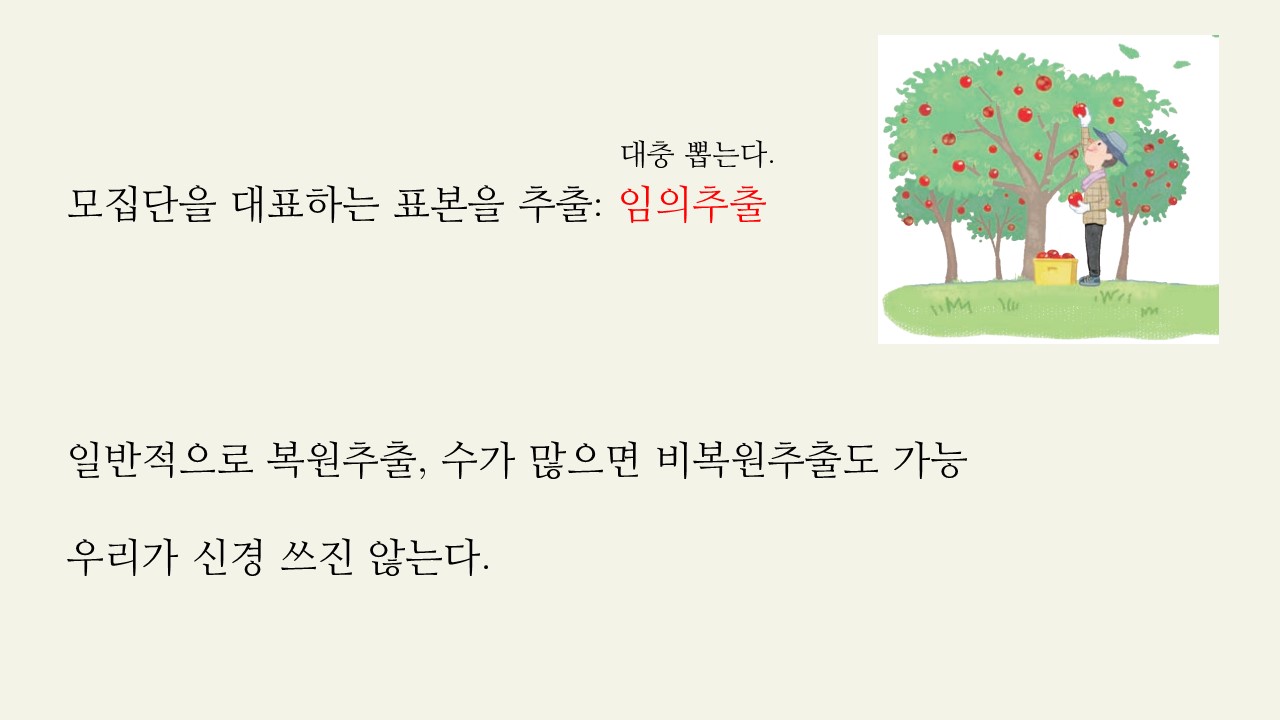 대충 뽑는다.
모집단을 대표하는 표본을 추출: 임의추출
일반적으로 복원추출, 수가 많으면 비복원추출도 가능
우리가 신경 쓰진 않는다.